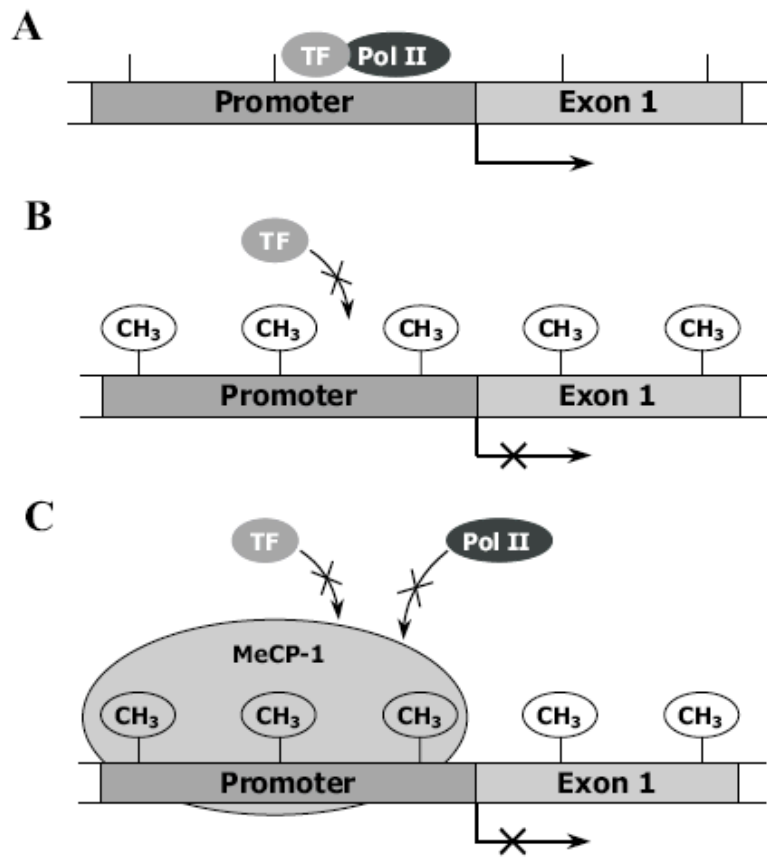 A
TF Pol II
Promoter Exon 1
B
TF
CH₃ CH₃ CH₃ CH₃ CH₃
Promoter Exon 1
C
TF Pol II
MeCP-1
CH₃ CH₃ CH₃ CH₃ CH₃
Promoter Exon 1